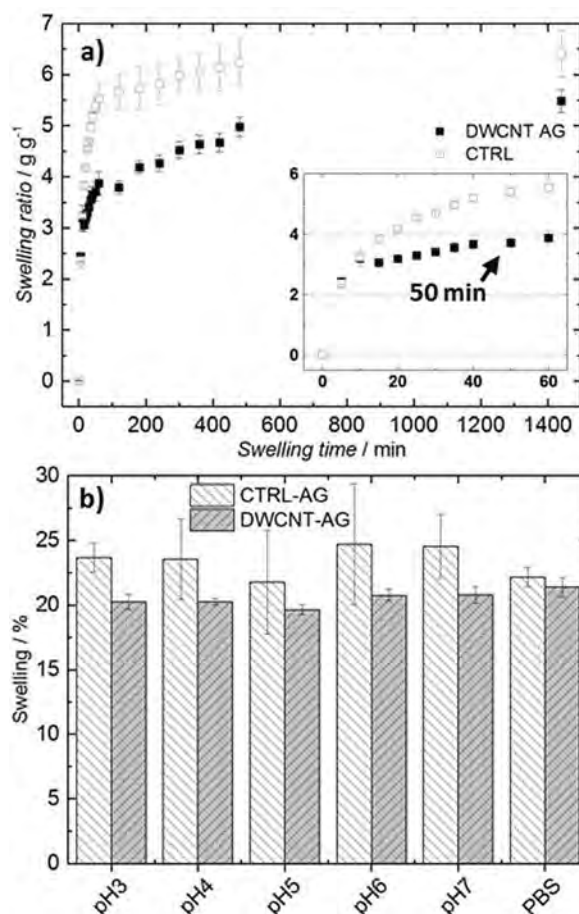 a)
Swelling ratio / g g-1
7
6
5
4
3
2
1
0
DWCNT AG
CTRL
6
4
2
0
50 min
0 20 40 60
0 200 400 600 800 1000 1200 1400
Swelling time / min
b)
CTRL-AG
DWCNT-AG
Swelling / %
30
25
20
15
10
5
0
pH3 pH4 pH5 pH6 pH7 PBS